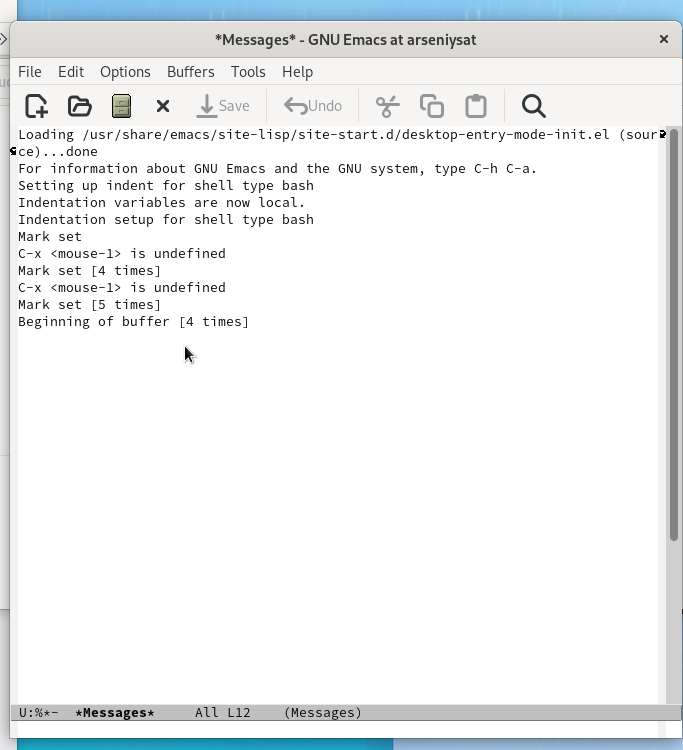 *Messages* - GNU Emacs at arseniysat
File Edit Options Buffers Tools Help
Save Undo
Loading /usr/share/emacs/site-lisp/site-start.d/desktop-entry-mode-init.el (sour
ce)...done
For information about GNU Emacs and the GNU system, type C-h C-a.
Setting up indent for shell type bash
Indentation variables are now local.
Indentation setup for shell type bash
Mark set
C-x <mouse-1> is undefined
Mark set [4 times]
C-x <mouse-1> is undefined
Mark set [5 times]
Beginning of buffer [4 times]
U:%*- *Messages* All L12 (Messages)